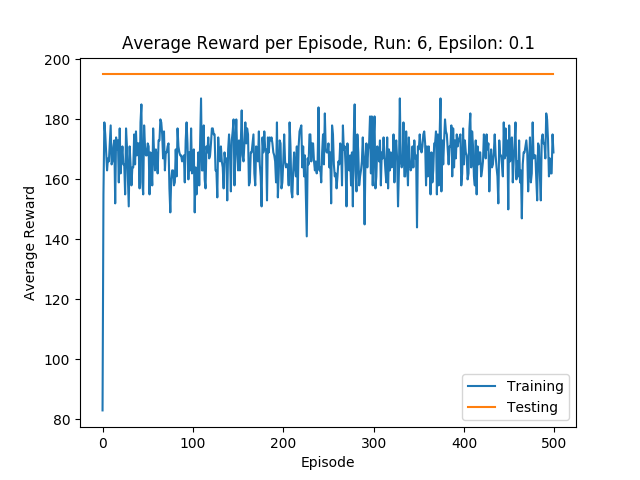 Average Reward per Episode, Run: 6, Epsilon: 0.1
200
180
160
140
120
100
80
Average Reward
0
100
200
300
400
500
Episode
Training
Testing